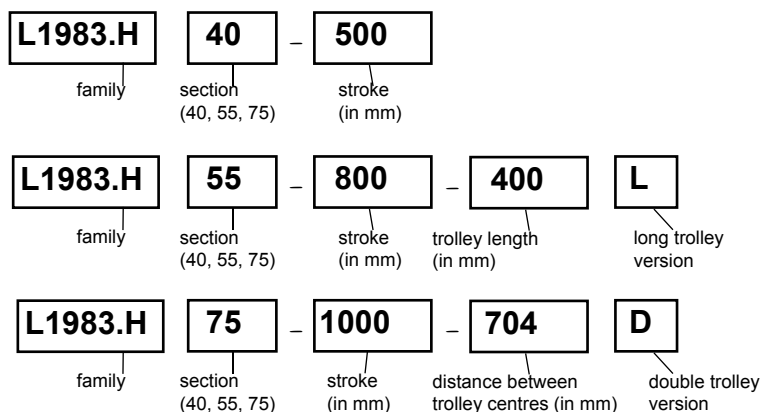 L1983.H 40 – 500
family section stroke
(40, 55, 75) (in mm)
L1983.H 55 – 800 – 400 L
family section stroke trolley length long trolley
(40, 55, 75) (in mm) (in mm) version
L1983.H 75 – 1000 – 704 D
family section stroke distance between double trolley
(40, 55, 75) (in mm) trolley centres (in mm) version